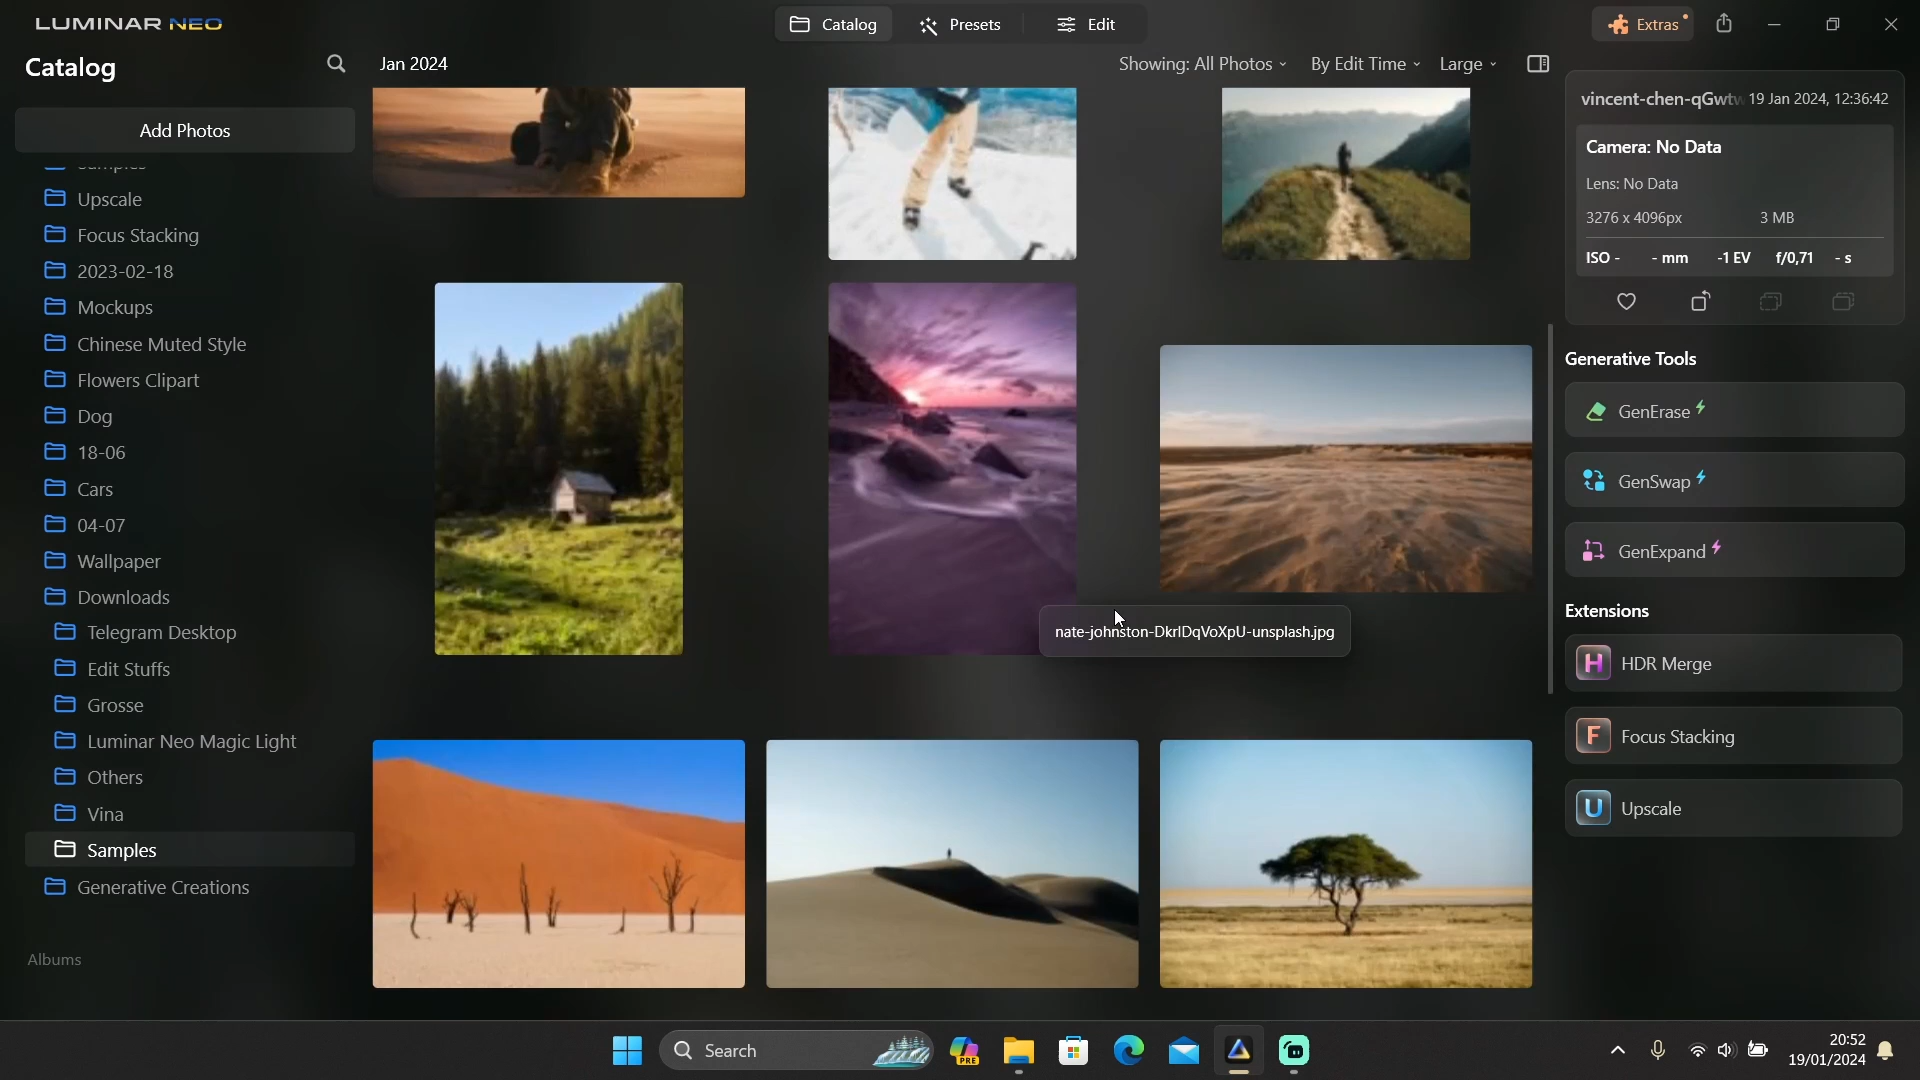 LUMINAR NEO
Catalog
Presets
Edit
Extras
Catalog
Jan 2024
Showing: All Photos
By Edit Time
Large
Add Photos
Samples
Upscale
Focus Stacking
2023-02-18
Mockups
Chinese Muted Style
Flowers Clipart
Dog
18-06
Cars
04-07
Wallpaper
Downloads
Telegram Desktop
Edit Stuffs
Grosse
Luminar Neo Magic Light
Others
Vina
Samples
Generative Creations
Albums
nate-johnston-DkrlDqVoXpU-unsplash.jpg
vincent-chen-qGwtw 19 Jan 2024, 12:36:42
Camera: No Data
Lens: No Data
3276 x 4096px 3 MB
ISO - - mm -1 EV f/0,71 - s
Generative Tools
GenErase
GenSwap
GenExpand
Extensions
H HDR Merge
F Focus Stacking
U Upscale
Search
PRE
20:52
19/01/2024